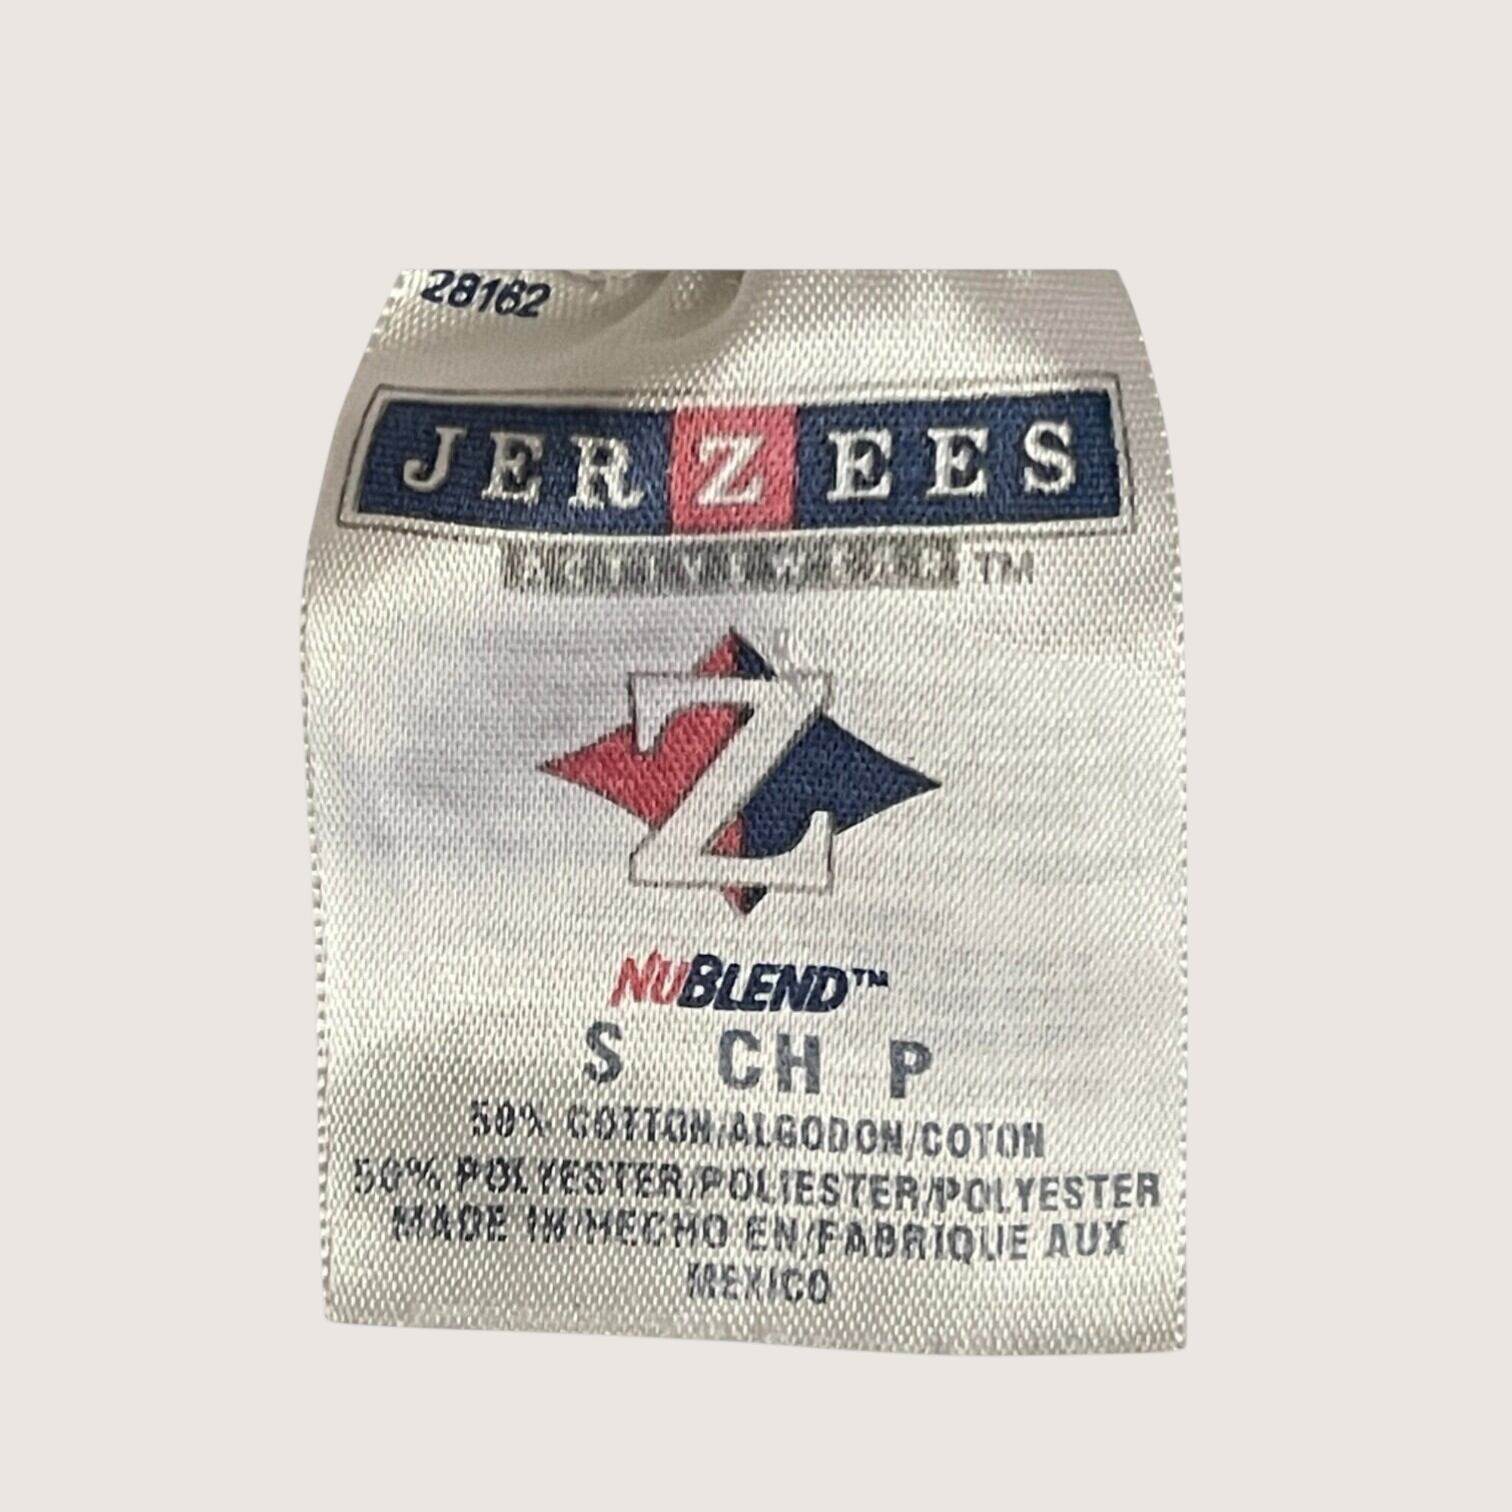 28162
JERZEES
ACTIVEWEAR™
Z
NUBLEND™
S CH P
50% COTTON/ALGODON/COTON
50% POLYESTER/POLIESTER/POLYESTER
MADE IN/HECHO EN/FABRIQUE AUX
MEXICO